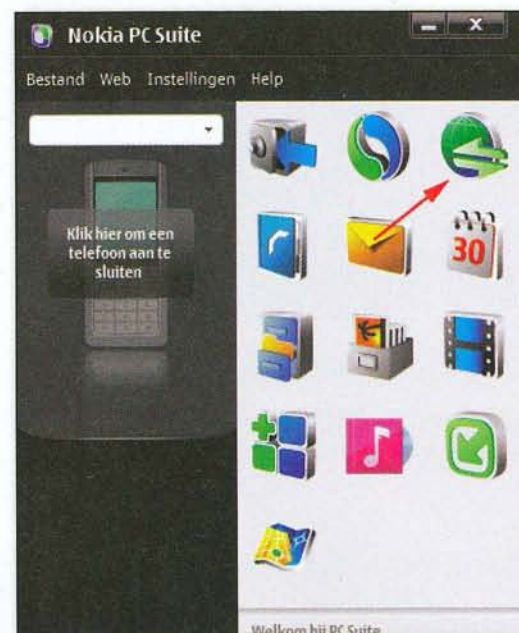 Nokia PC Suite
Bestand Web Instellingen Help
Klik hier om een
telefoon aan te
sluiten
30
Welkom bij PC Suite